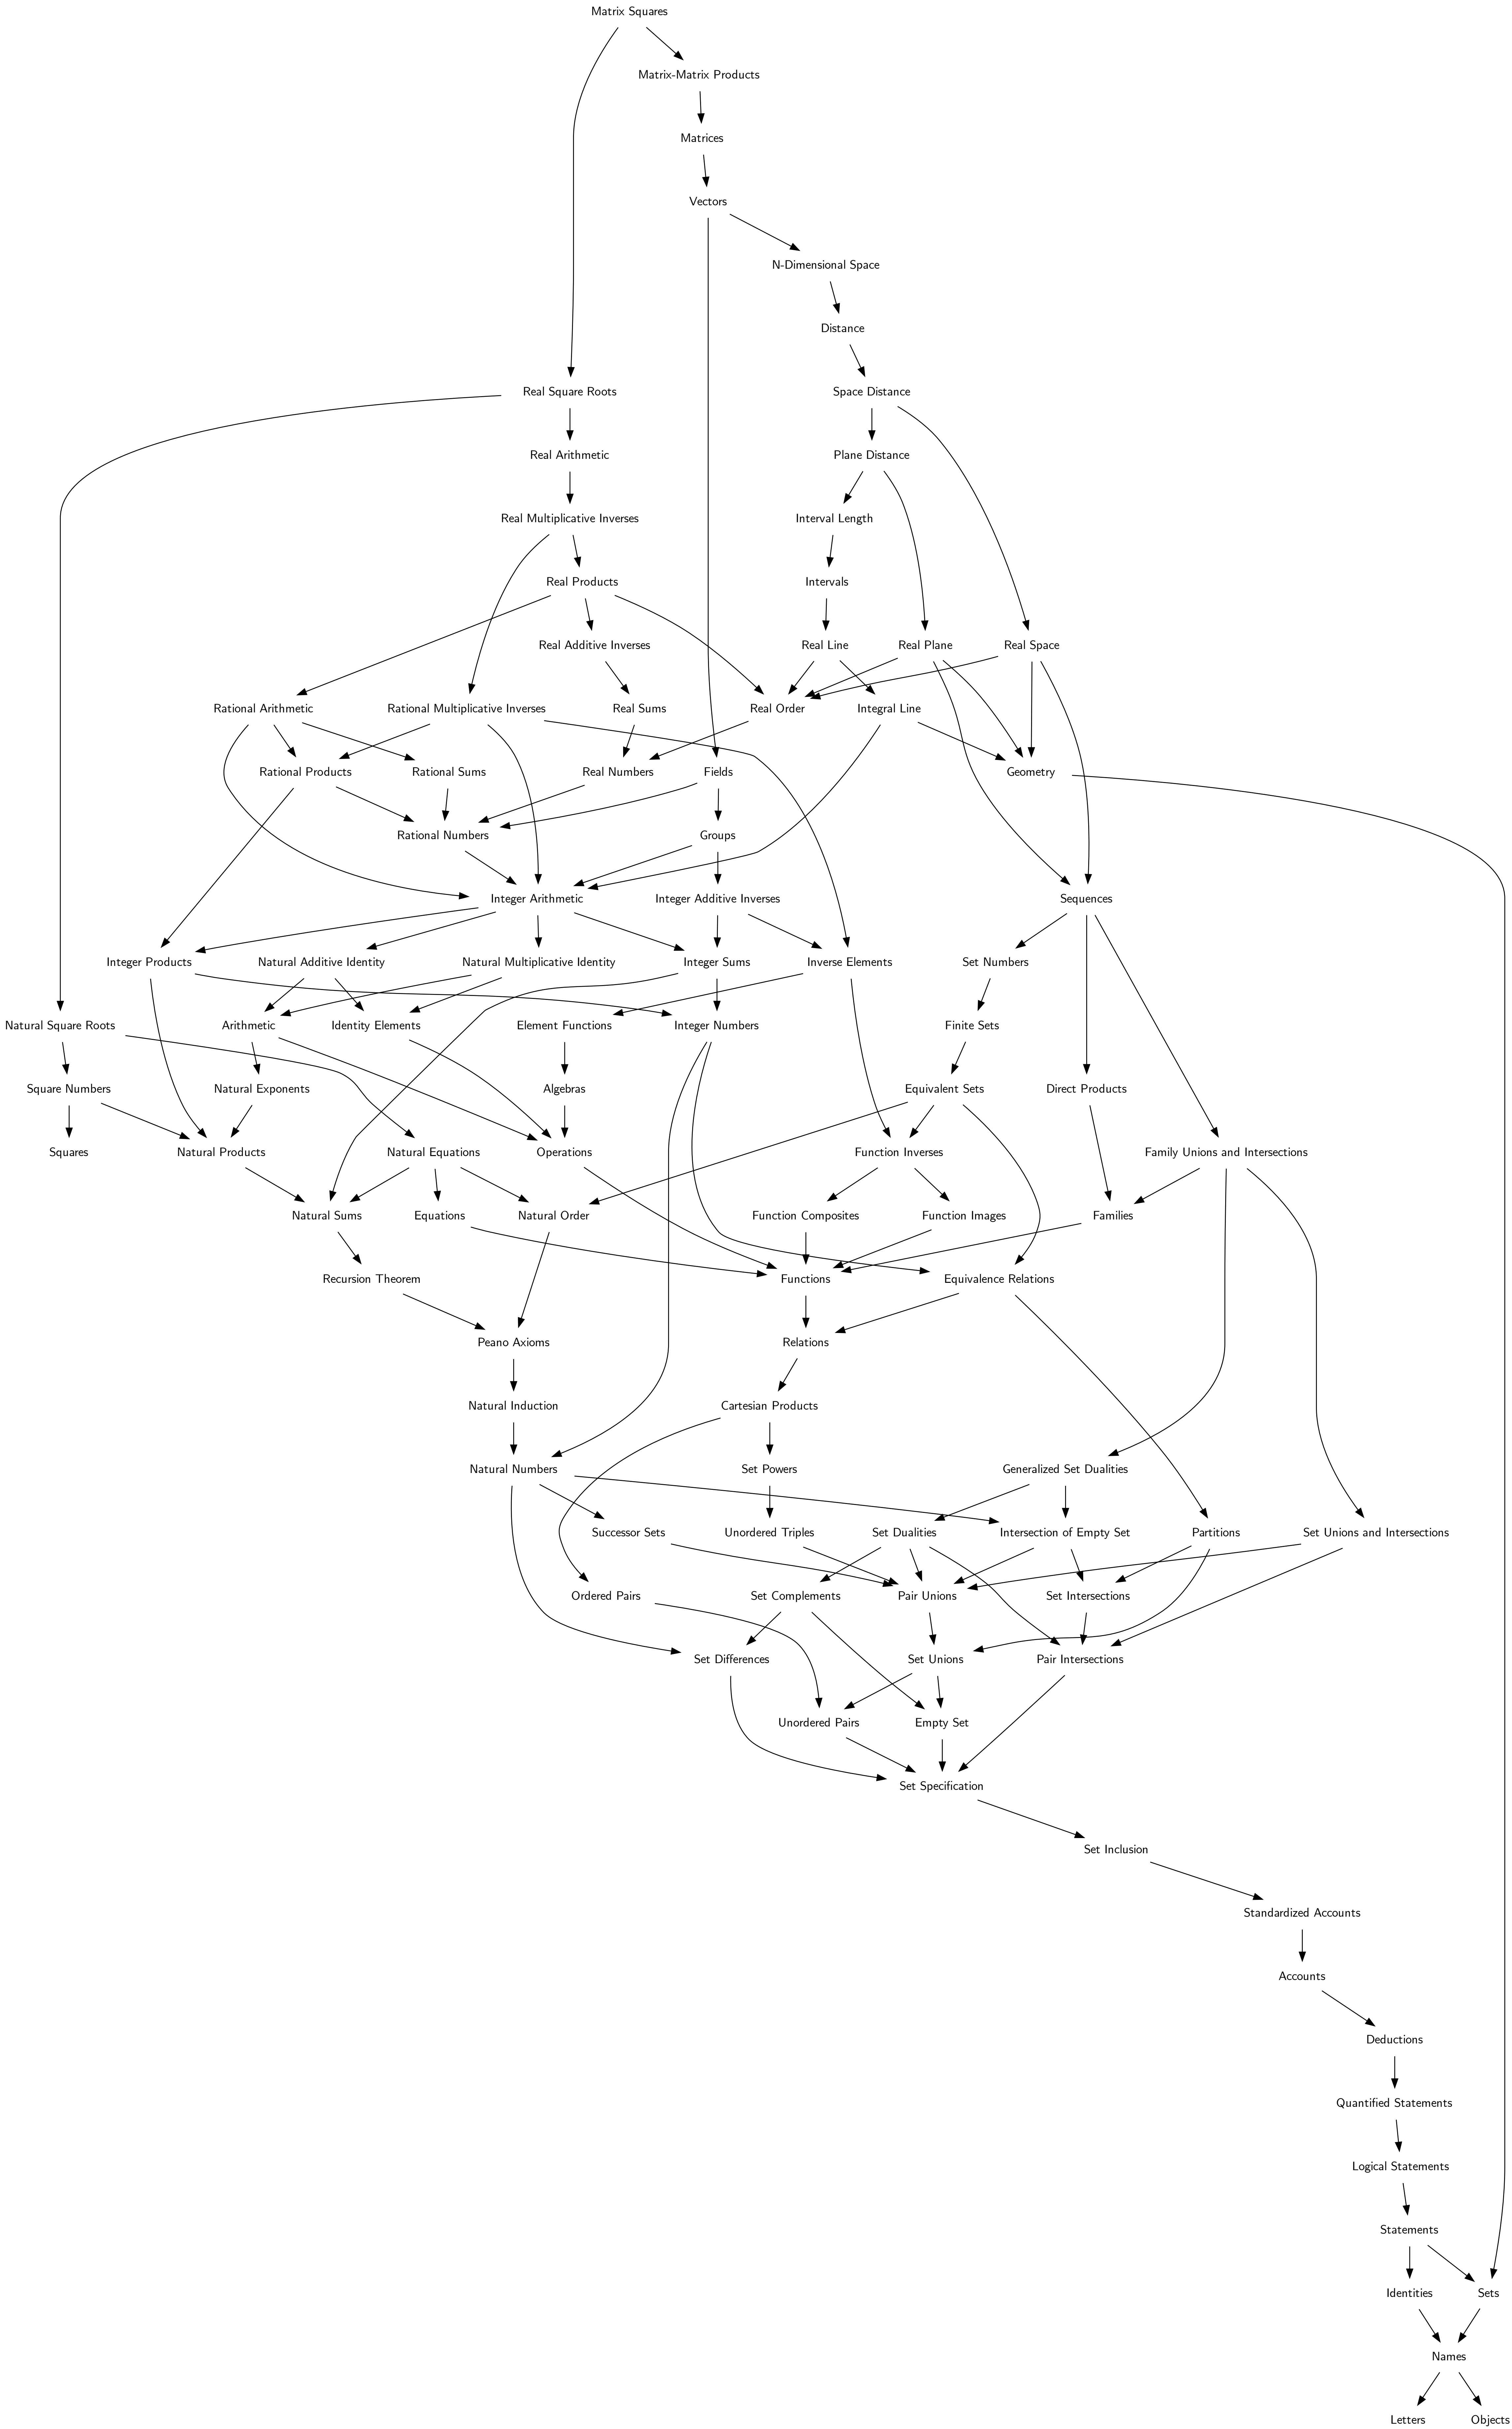 Matrix Squares
Matrix-Matrix Products
Matrices
Vectors
N-Dimensional Space
Distance
Real Square Roots
Space Distance
Real Arithmetic
Plane Distance
Real Multiplicative Inverses
Interval Length
Real Products
Intervals
Real Additive Inverses
Real Line
Real Plane
Real Space
Rational Arithmetic
Rational Multiplicative Inverses
Real Sums
Real Order
Integral Line
Rational Products
Rational Sums
Real Numbers
Fields
Geometry
Rational Numbers
Groups
Integer Arithmetic
Integer Additive Inverses
Sequences
Integer Products
Natural Additive Identity
Natural Multiplicative Identity
Integer Sums
Inverse Elements
Set Numbers
Natural Square Roots
Arithmetic
Identity Elements
Element Functions
Integer Numbers
Finite Sets
Square Numbers
Natural Exponents
Algebras
Equivalent Sets
Direct Products
Squares
Natural Products
Natural Equations
Operations
Function Inverses
Family Unions and Intersections
Natural Sums
Equations
Natural Order
Function Composites
Function Images
Families
Recursion Theorem
Functions
Equivalence Relations
Peano Axioms
Relations
Natural Induction
Cartesian Products
Natural Numbers
Set Powers
Generalized Set Dualities
Successor Sets
Unordered Triples
Set Dualities
Intersection of Empty Set
Partitions
Set Unions and Intersections
Ordered Pairs
Set Complements
Pair Unions
Set Intersections
Set Differences
Set Unions
Pair Intersections
Unordered Pairs
Empty Set
Set Specification
Set Inclusion
Standardized Accounts
Accounts
Deductions
Quantified Statements
Logical Statements
Statements
Identities
Sets
Names
Letters
Objects